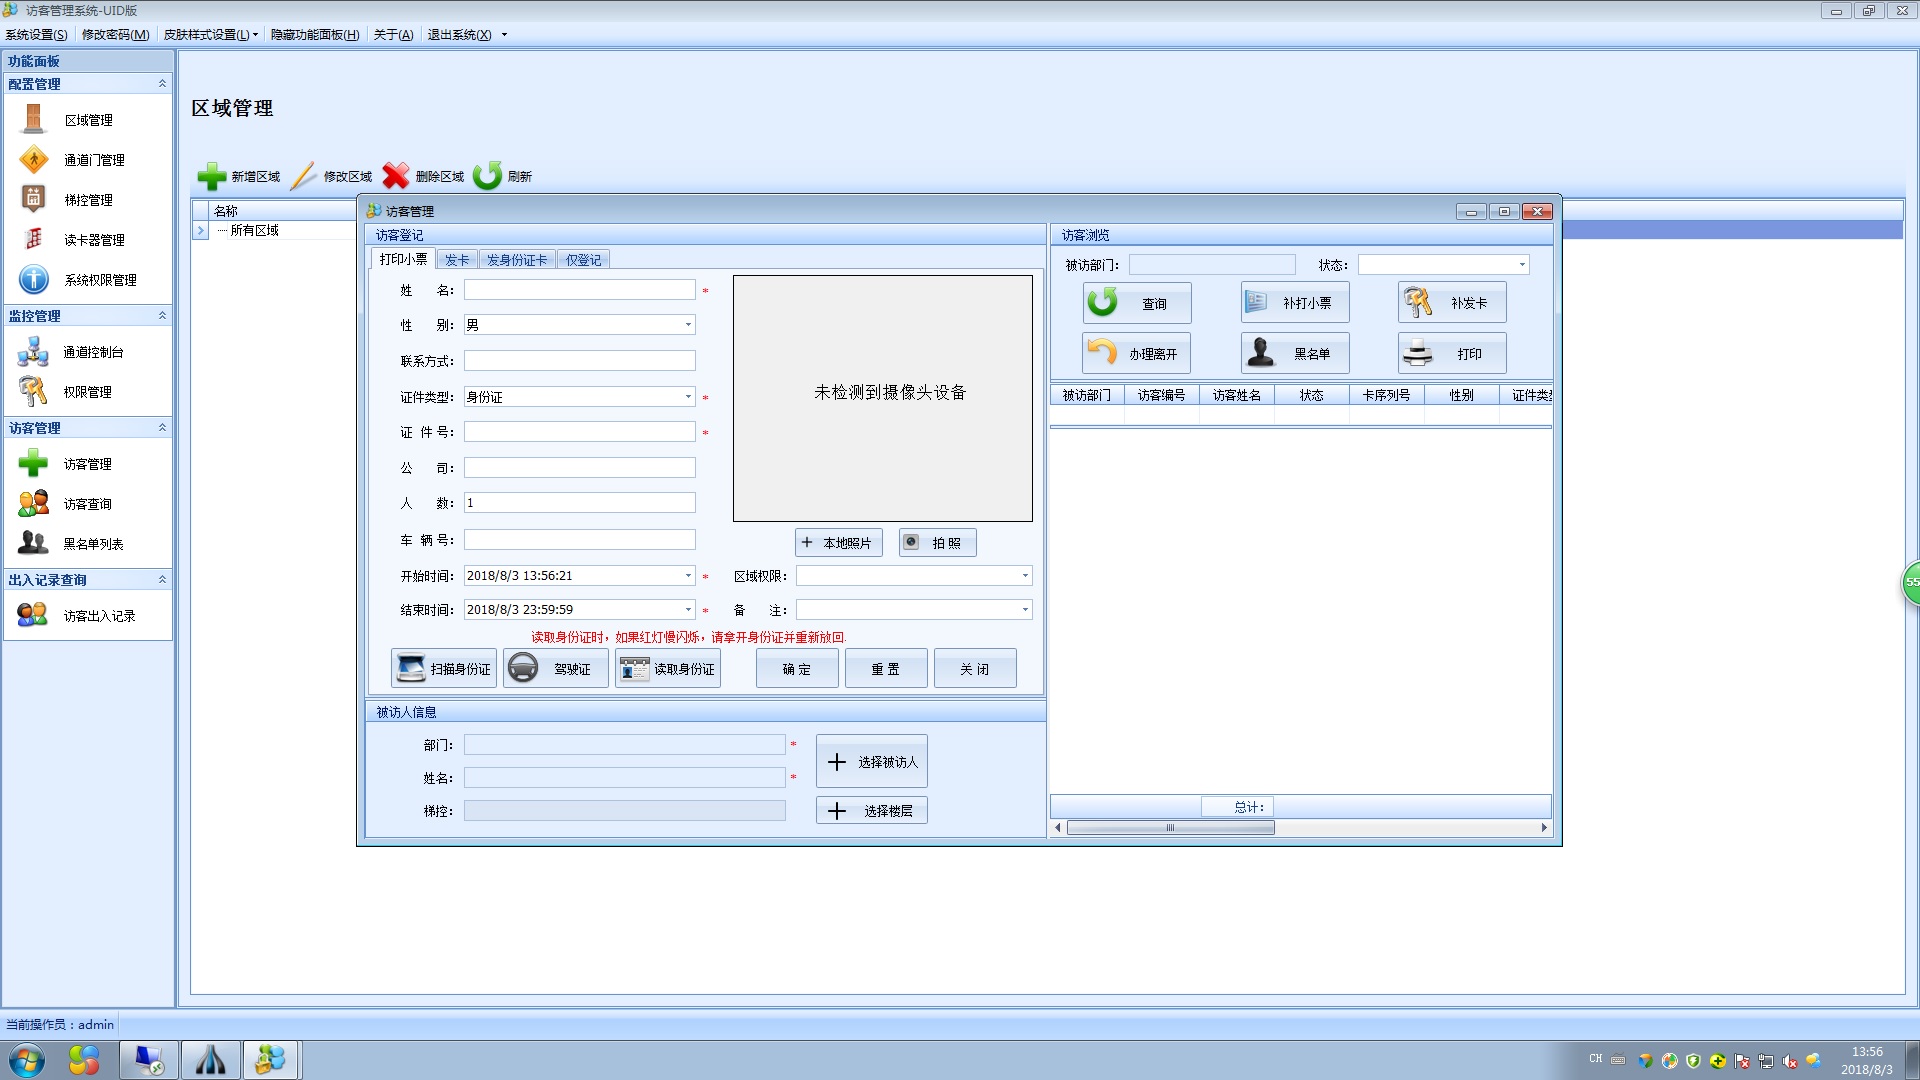 访客管理系统-UID版
系统设置(S) 修改密码(M) 皮肤样式设置(L) 隐藏功能面板(H) 关于(A) 退出系统(X)
功能面板
配置管理
区域管理
通道门管理
梯控管理
读卡器管理
系统权限管理
监控管理
通道控制台
权限管理
访客管理
访客管理
访客查询
黑名单列表
出入记录查询
访客出入记录
区域管理
新增区域 修改区域 删除区域 刷新
名称
所有区域
访客管理
访客登记
打印小票 发卡 发身份证卡 仅登记
姓 名: *
性 别: 男
联系方式:
证件类型: 身份证 *
证 件 号: *
公 司:
人 数: 1
车 辆 号:
开始时间: 2018/8/3 13:56:21 *
结束时间: 2018/8/3 23:59:59 *
未检测到摄像头设备
本地照片 拍 照
区域权限:
备 注:
读取身份证时，如果红灯慢闪烁，请拿开身份证并重新放回.
扫描身份证 驾驶证 读取身份证 确 定 重 置 关 闭
被访人信息
部门: *
姓名: *
梯控:
选择被访人
选择楼层
访客浏览
被访部门: 状态:
查询 补打小票 补发卡
办理离开 黑名单 打印
被访部门 访客编号 访客姓名 状态 卡序列号 性别 证件类
总计:
55
当前操作员：admin
CH
13:56
2018/8/3